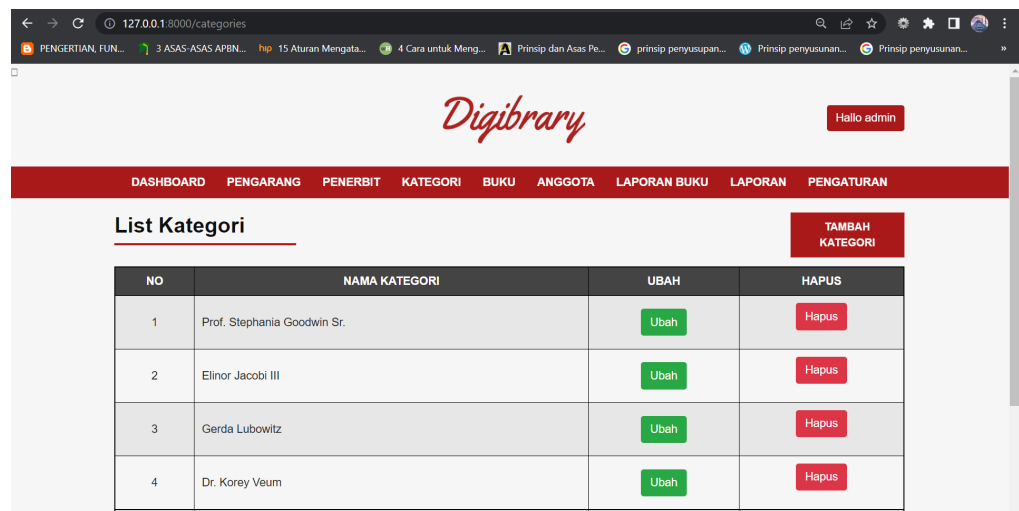 127.0.0.1:8000/categories
PENGERTIAN, FUN... 3 ASAS-ASAS APBN... hip 15 Aturan Mengata... 4 Cara untuk Meng... Prinsip dan Asas Pe... prinsip penyusupan... Prinsip penyusunan... Prinsip penyusunan... »
Digibrary
Hallo admin
DASHBOARD PENGARANG PENERBIT KATEGORI BUKU ANGGOTA LAPORAN BUKU LAPORAN PENGATURAN
List Kategori
TAMBAH
KATEGORI
NO NAMA KATEGORI UBAH HAPUS
1 Prof. Stephania Goodwin Sr. Ubah Hapus
2 Elinor Jacobi III Ubah Hapus
3 Gerda Lubowitz Ubah Hapus
4 Dr. Korey Veum Ubah Hapus